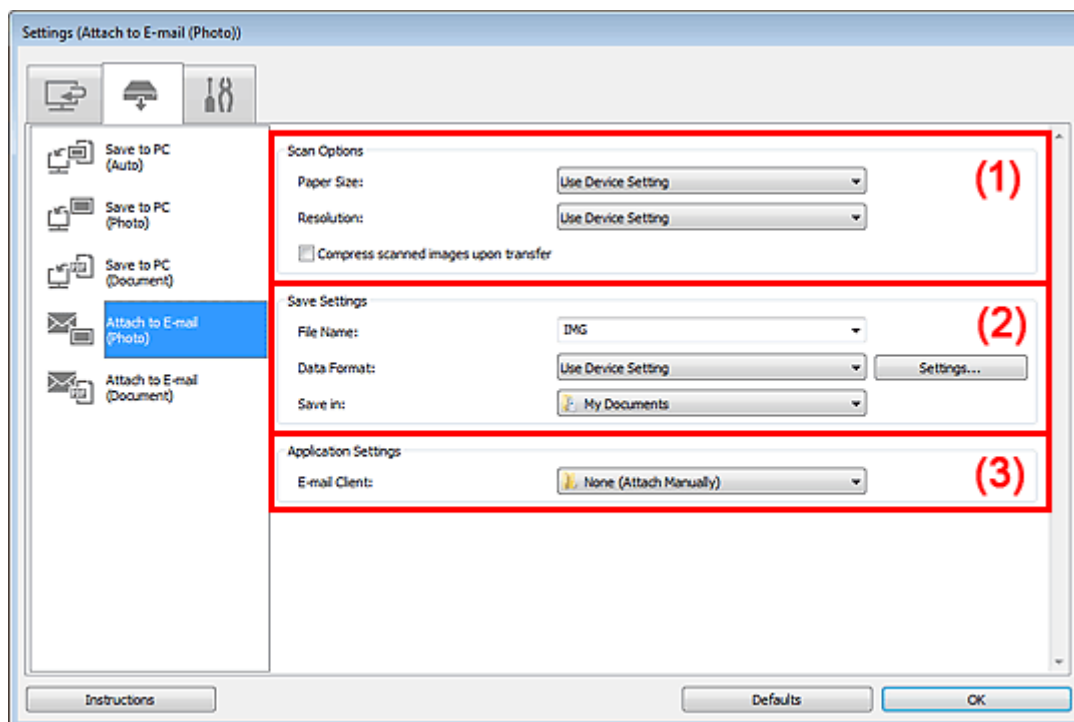 Settings (Attach to E-mail (Photo))
Save to PC
(Auto)
Save to PC
(Photo)
Save to PC
(Document)
Attach to E-mail
(Photo)
Attach to E-mail
(Document)
Scan Options
(1)
Paper Size:
Use Device Setting
Resolution:
Use Device Setting
Compress scanned images upon transfer
Save Settings
(2)
File Name:
IMG
Data Format:
Use Device Setting
Settings...
Save in:
My Documents
Application Settings
(3)
E-mail Client:
None (Attach Manually)
Instructions
Defaults
OK